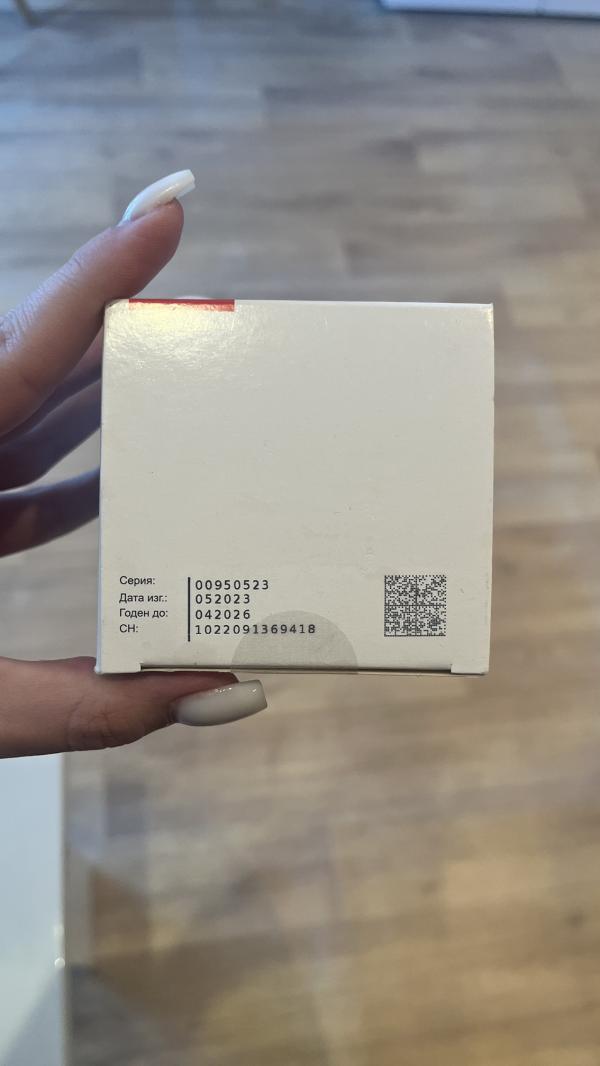 Серия: 00950523
Дата изг.: 052023
Годен до: 042026
СН: 1022091369418